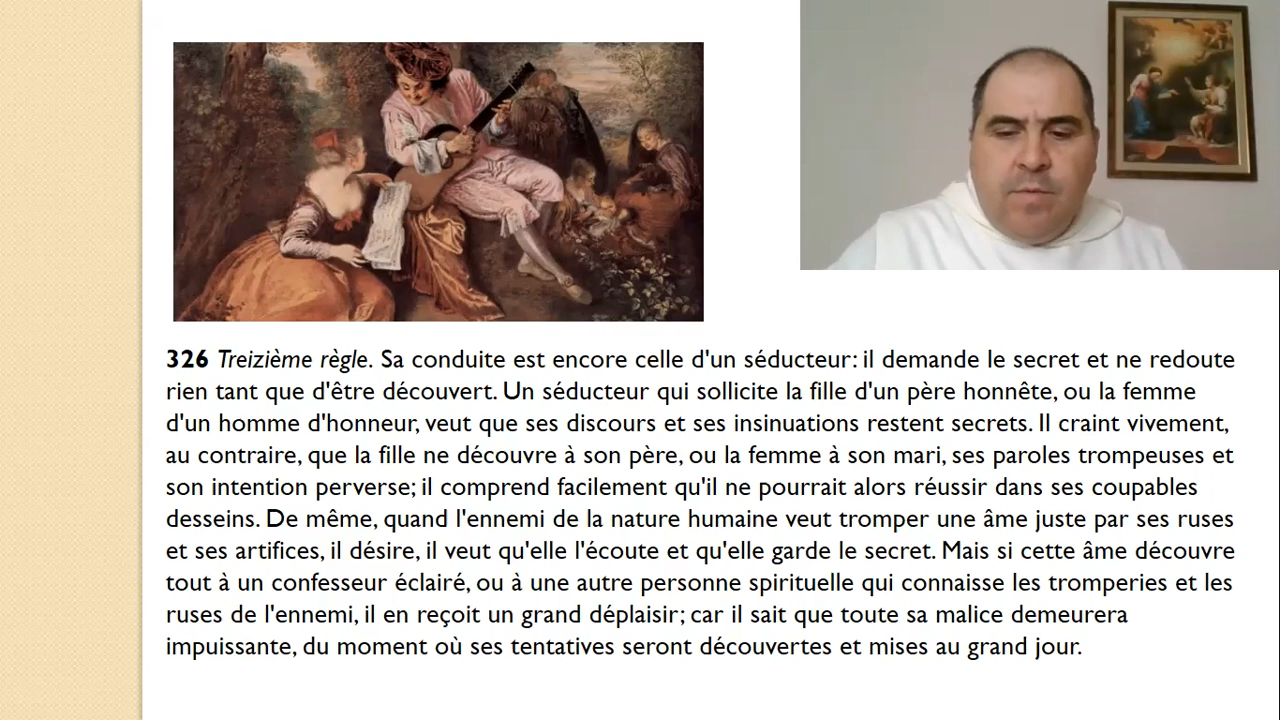 326 Treizième règle. Sa conduite est encore celle d'un séducteur: il demande le secret et ne redoute
rien tant que d'être découvert. Un séducteur qui sollicite la fille d'un père honnête, ou la femme
d'un homme d'honneur, veut que ses discours et ses insinuations restent secrets. Il craint vivement,
au contraire, que la fille ne découvre à son père, ou la femme à son mari, ses paroles trompeuses et
son intention perverse; il comprend facilement qu'il ne pourrait alors réussir dans ses coupables
desseins. De même, quand l'ennemi de la nature humaine veut tromper une âme juste par ses ruses
et ses artifices, il désire, il veut qu'elle l'écoute et qu'elle garde le secret. Mais si cette âme découvre
tout à un confesseur éclairé, ou à une autre personne spirituelle qui connaisse les tromperies et les
ruses de l'ennemi, il en reçoit un grand déplaisir; car il sait que toute sa malice demeurera
impuissante, du moment où ses tentatives seront découvertes et mises au grand jour.